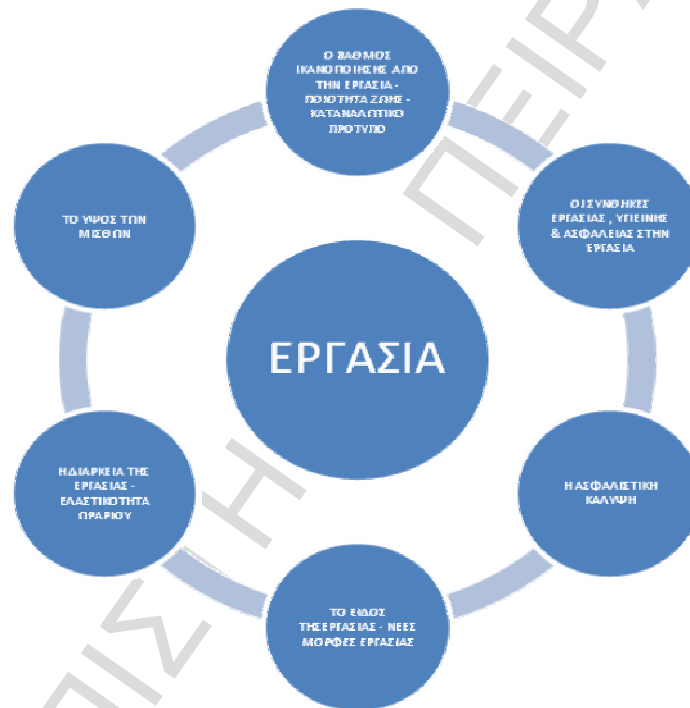 Ο ΒΑΘΜΟΣ
ΙΚΑΝΟΠΟΙΗΣΗΣ ΑΠΟ
ΤΗΝ ΕΡΓΑΣΙΑ -
ΠΟΙΟΤΗΤΑ ΖΩΗΣ -
ΚΑΤΑΝΑΛΩΤΙΚΟ
ΠΡΟΤΥΠΟ
ΟΙ ΣΥΝΘΗΚΕΣ
ΕΡΓΑΣΙΑΣ , ΥΓΙΕΙΝΗΣ
& ΑΣΦΑΛΕΙΑΣ ΣΤΗΝ
ΕΡΓΑΣΙΑ
Η ΑΣΦΑΛΙΣΤΙΚΗ
ΚΑΛΥΨΗ
ΤΟ ΕΙΔΟΣ
ΤΗΣ ΕΡΓΑΣΙΑΣ - ΝΕΕΣ
ΜΟΡΦΕΣ ΕΡΓΑΣΙΑΣ
Η ΔΙΑΡΚΕΙΑ ΤΗΣ
ΕΡΓΑΣΙΑΣ -
ΕΛΑΣΤΙΚΟΤΗΤΑ
ΩΡΑΡΙΟΥ
ΤΟ ΥΨΟΣ ΤΩΝ
ΜΙΣΘΩΝ
ΕΡΓΑΣΙΑ